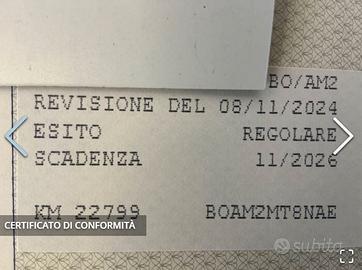 BO/AM2
REVISIONE DEL 08/11/2024
ESITO REGOLARE
SCADENZA 11/2026
KM 22799 BOAM2MT8NAE
CERTIFICATO DI CONFORMITÀ
subito